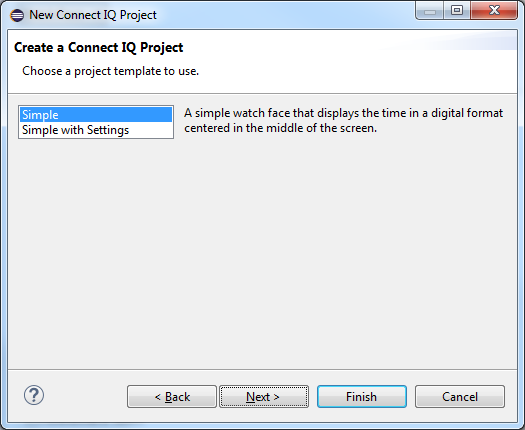 New Connect IQ Project
Create a Connect IQ Project
Choose a project template to use.
Simple
Simple with Settings
A simple watch face that displays the time in a digital format
centered in the middle of the screen.
?
< Back
Next >
Finish
Cancel